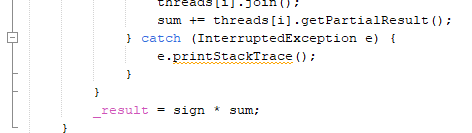 threads[i].join();
sum += threads[i].getPartialResult();
} catch (InterruptedException e) {
e.printStackTrace();
}
}
_result = sign * sum;
}